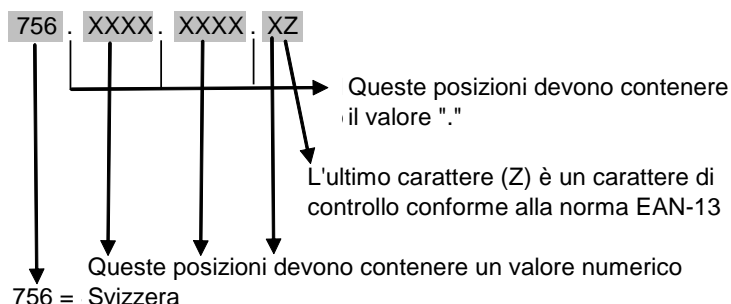 756 . XXXX . XXXX . XZ
Queste posizioni devono contenere
il valore "."
L'ultimo carattere (Z) è un carattere di
controllo conforme alla norma EAN-13
Queste posizioni devono contenere un valore numerico
756 = Svizzera